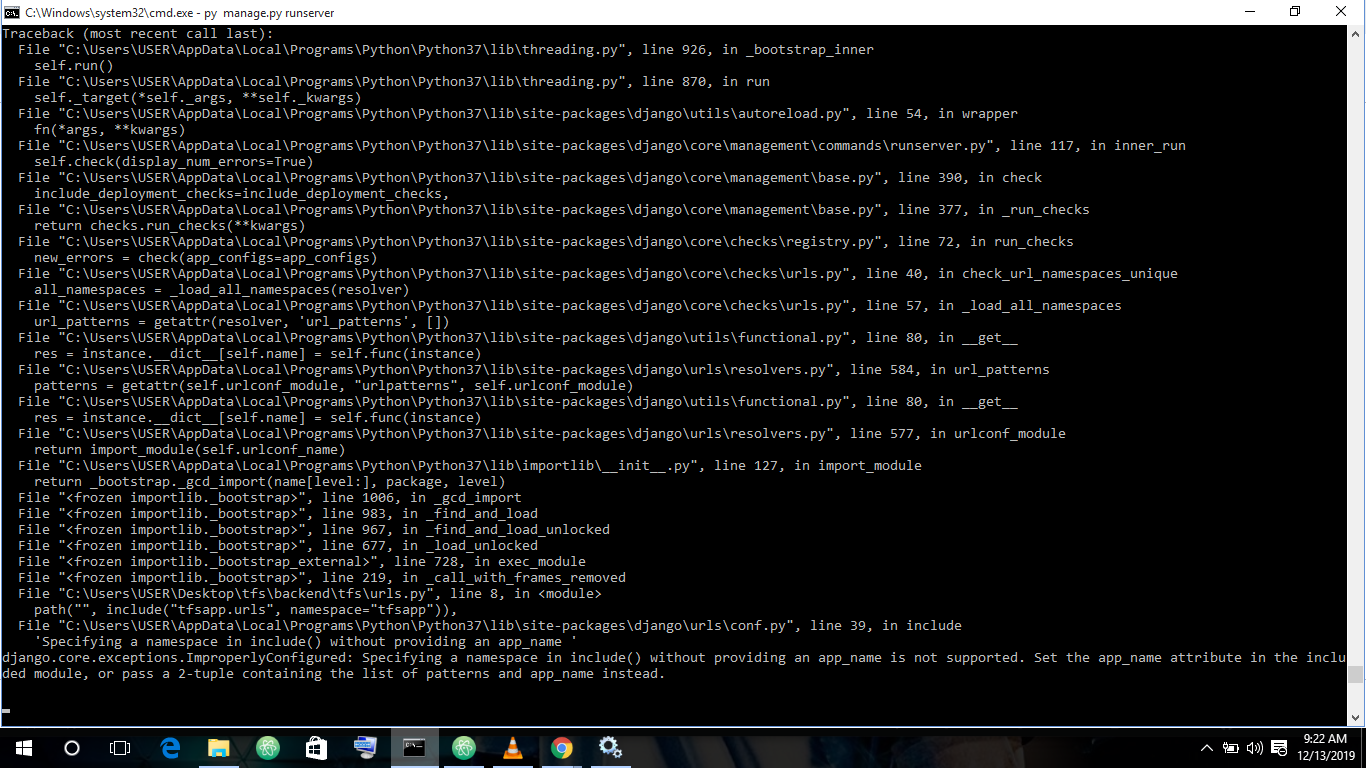 C:\Windows\system32\cmd.exe - py  manage.py runserver
Traceback (most recent call last):
  File "C:\Users\USER\AppData\Local\Programs\Python\Python37\lib\threading.py", line 926, in _bootstrap_inner
    self.run()
  File "C:\Users\USER\AppData\Local\Programs\Python\Python37\lib\threading.py", line 870, in run
    self._target(*self._args, **self._kwargs)
  File "C:\Users\USER\AppData\Local\Programs\Python\Python37\lib\site-packages\django\utils\autoreload.py", line 54, in wrapper
    fn(*args, **kwargs)
  File "C:\Users\USER\AppData\Local\Programs\Python\Python37\lib\site-packages\django\core\management\commands\runserver.py", line 117, in inner_run
    self.check(display_num_errors=True)
  File "C:\Users\USER\AppData\Local\Programs\Python\Python37\lib\site-packages\django\core\management\base.py", line 390, in check
    include_deployment_checks=include_deployment_checks,
  File "C:\Users\USER\AppData\Local\Programs\Python\Python37\lib\site-packages\django\core\management\base.py", line 377, in _run_checks
    return checks.run_checks(**kwargs)
  File "C:\Users\USER\AppData\Local\Programs\Python\Python37\lib\site-packages\django\core\checks\registry.py", line 72, in run_checks
    new_errors = check(app_configs=app_configs)
  File "C:\Users\USER\AppData\Local\Programs\Python\Python37\lib\site-packages\django\core\checks\urls.py", line 40, in check_url_namespaces_unique
    all_namespaces = _load_all_namespaces(resolver)
  File "C:\Users\USER\AppData\Local\Programs\Python\Python37\lib\site-packages\django\core\checks\urls.py", line 57, in _load_all_namespaces
    url_patterns = getattr(resolver, 'url_patterns', [])
  File "C:\Users\USER\AppData\Local\Programs\Python\Python37\lib\site-packages\django\utils\functional.py", line 80, in __get__
    res = instance.__dict__[self.name] = self.func(instance)
  File "C:\Users\USER\AppData\Local\Programs\Python\Python37\lib\site-packages\django\urls\resolvers.py", line 584, in url_patterns
    patterns = getattr(self.urlconf_module, "urlpatterns", self.urlconf_module)
  File "C:\Users\USER\AppData\Local\Programs\Python\Python37\lib\site-packages\django\utils\functional.py", line 80, in __get__
    res = instance.__dict__[self.name] = self.func(instance)
  File "C:\Users\USER\AppData\Local\Programs\Python\Python37\lib\site-packages\django\urls\resolvers.py", line 577, in urlconf_module
    return import_module(self.urlconf_name)
  File "C:\Users\USER\AppData\Local\Programs\Python\Python37\lib\importlib\__init__.py", line 127, in import_module
    return _bootstrap._gcd_import(name[level:], package, level)
  File "<frozen importlib._bootstrap>", line 1006, in _gcd_import
  File "<frozen importlib._bootstrap>", line 983, in _find_and_load
  File "<frozen importlib._bootstrap>", line 967, in _find_and_load_unlocked
  File "<frozen importlib._bootstrap>", line 677, in _load_unlocked
  File "<frozen importlib._bootstrap_external>", line 728, in exec_module
  File "<frozen importlib._bootstrap>", line 219, in _call_with_frames_removed
  File "C:\Users\USER\Desktop\tfs\backend\tfs\urls.py", line 8, in <module>
    path("", include("tfsapp.urls", namespace="tfsapp")),
  File "C:\Users\USER\AppData\Local\Programs\Python\Python37\lib\site-packages\django\urls\conf.py", line 39, in include
    'Specifying a namespace in include() without providing an app_name '
django.core.exceptions.ImproperlyConfigured: Specifying a namespace in include() without providing an app_name is not supported. Set the app_name attribute in the inclu
ded module, or pass a 2-tuple containing the list of patterns and app_name instead.
9:22 AM
12/13/2019